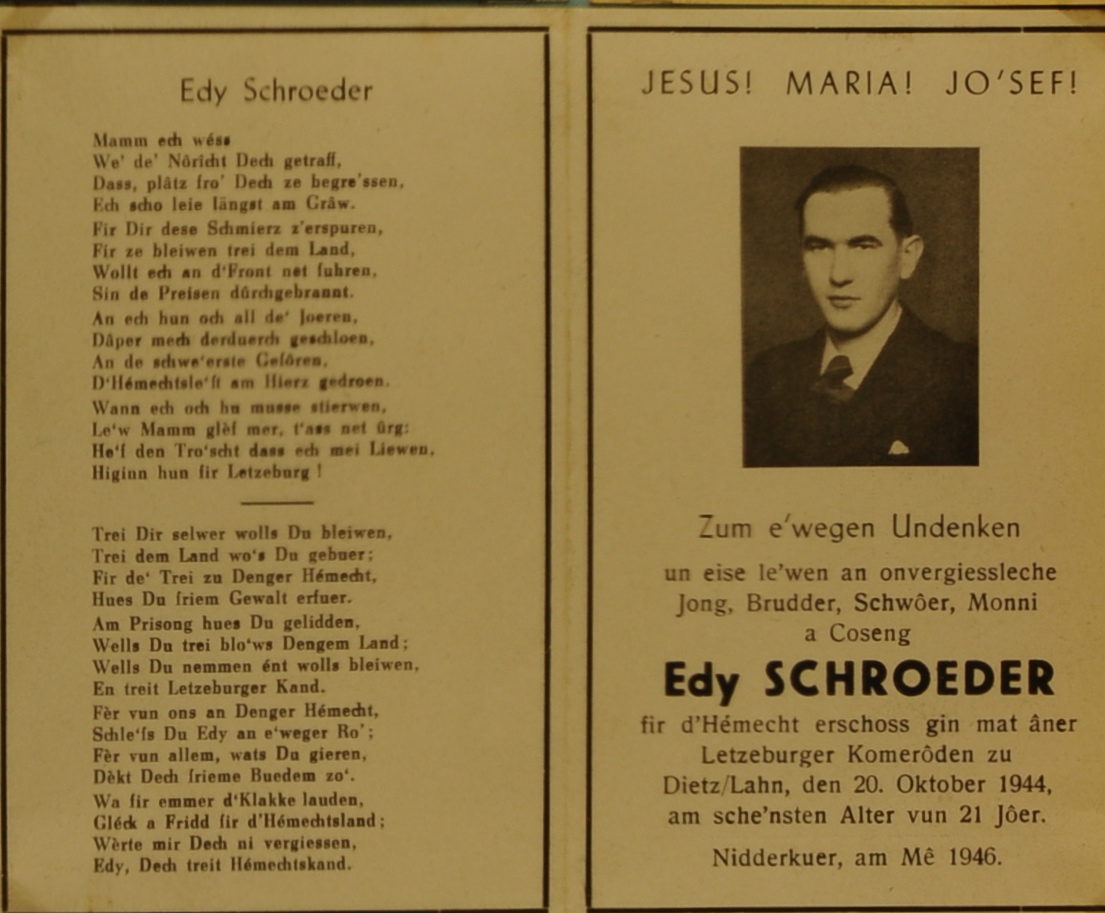 Edy Schroeder
Mamm ech wéss
We' de' Nôricht Dech getraff,
Dass, plâtz fro' Dech ze begre'ssen,
Ech scho leie längst am Grâw.
Fir Dir dese Schmierz z'erspuren,
Fir ze bleiwen trei dem Land,
Wollt ech an d'Front net fuhren,
Sin de Preisen dûrchgebrannt.
An ech hun och all de' Joeren,
Dâper mech derduerch geschloen,
An de schwe'erste Gefôren,
D'Hémechtsle'ft am Hierz gedroen.
Wann ech och hu musse stierwen,
Le'w Mamm glèf mer, t'ass net ûrg:
He'f den Tro'scht dass ech mei Liewen,
Higinn hun fir Letzeburg !
Trei Dir selwer wolls Du bleiwen,
Trei dem Land wo's Du gebuer;
Fir de' Trei zu Denger Hémecht,
Hues Du friem Gewalt erfuer.
Am Prisong hues Du gelidden,
Wells Du trei blo'ws Dengem Land;
Wells Du nemmen ént wolls bleiwen,
En treit Letzeburger Kand.
Fèr vun ons an Denger Hémecht,
Schle'fs Du Edy an e'weger Ro';
Fèr vun allem, wats Du gieren,
Dèkt Dech frieme Buedem zo'.
Wa fir emmer d'Klakke lauden,
Gléck a Fridd fir d'Hémechtsland;
Wèrte mir Dech ni vergiessen,
Edy, Dech treit Hémechtskand.
JESUS! MARIA! JO'SEF!
Zum e'wegen Undenken
un eise le'wen an onvergiessleche
Jong, Brudder, Schwôer, Monni
a Coseng
Edy SCHROEDER
fir d'Hémecht erschoss gin mat âner
Letzeburger Komerôden zu
Dietz/Lahn, den 20. Oktober 1944,
am sche'nsten Alter vun 21 Jôer.
Nidderkuer, am Mê 1946.